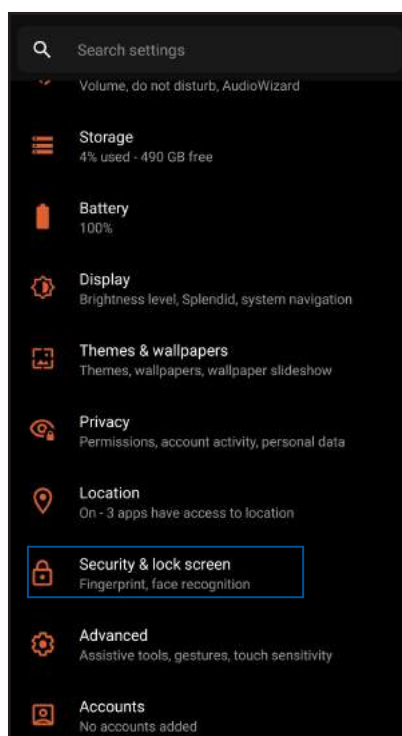 Search settings
Volume, do not disturb, AudioWizard
Storage
4% used - 490 GB free
Battery
100%
Display
Brightness level, Splendid, system navigation
Themes & wallpapers
Themes, wallpapers, wallpaper slideshow
Privacy
Permissions, account activity, personal data
Location
On - 3 apps have access to location
Security & lock screen
Fingerprint, face recognition
Advanced
Assistive tools, gestures, touch sensitivity
Accounts
No accounts added